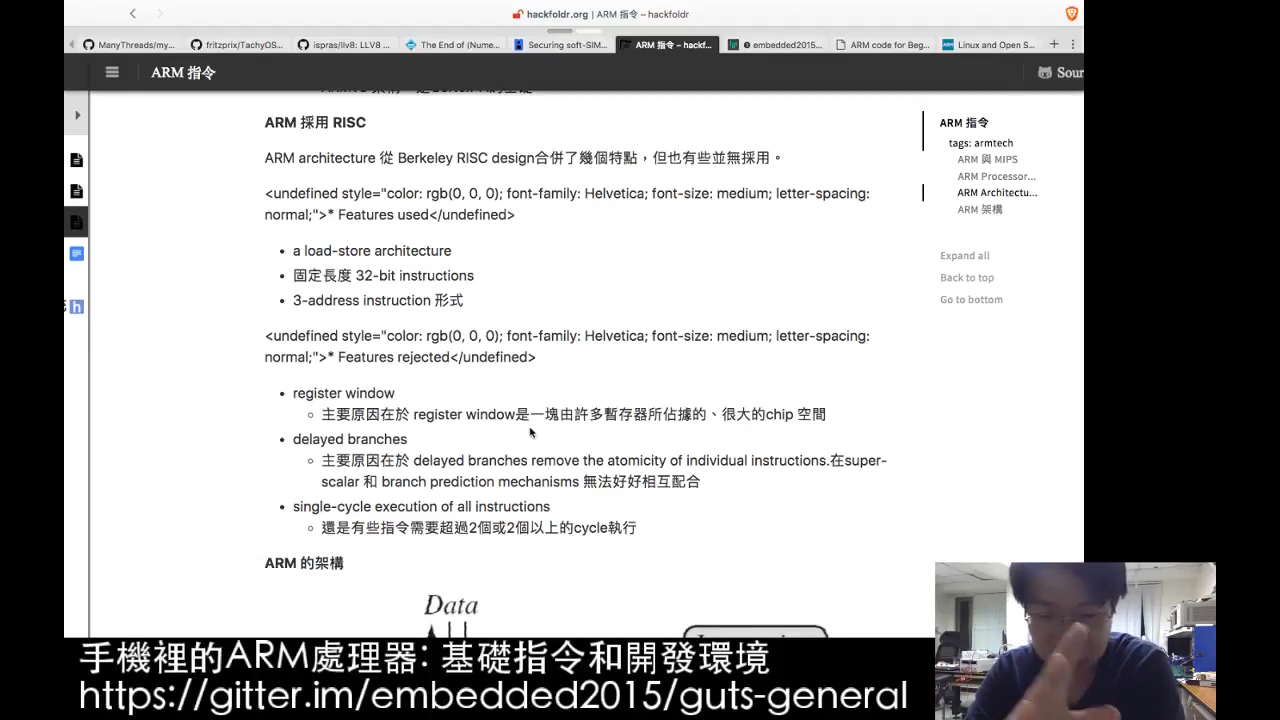 hackfoldr.org | ARM 指令 – hackfoldr
ManyThreads/my...
fritzprix/TachyOS...
ispras/llv8: LLV8 ...
The End of (Nume...
Securing soft-SIM...
ARM 指令 – hackf...
embedded2015...
ARM code for Beg...
Linux and Open S...
ARM 指令
Sour
ARM 採用 RISC
ARM architecture 從 Berkeley RISC design合併了幾個特點，但也有些並無採用。
<undefined style="color: rgb(0, 0, 0); font-family: Helvetica; font-size: medium; letter-spacing:
normal;">* Features used</undefined>
• a load-store architecture
• 固定長度 32-bit instructions
• 3-address instruction 形式
<undefined style="color: rgb(0, 0, 0); font-family: Helvetica; font-size: medium; letter-spacing:
normal;">* Features rejected</undefined>
• register window
◦ 主要原因在於 register window是一塊由許多暫存器所佔據的、很大的chip 空間
• delayed branches
◦ 主要原因在於 delayed branches remove the atomicity of individual instructions.在super-
scalar 和 branch prediction mechanisms 無法好好相互配合
• single-cycle execution of all instructions
◦ 還是有些指令需要超過2個或2個以上的cycle執行
ARM 的架構
Data
ARM 指令
tags: armtech
ARM 與 MIPS
ARM Processor...
ARM Architectu...
ARM 架構
Expand all
Back to top
Go to bottom
手機裡的ARM處理器: 基礎指令和開發環境
https://gitter.im/embedded2015/guts-general